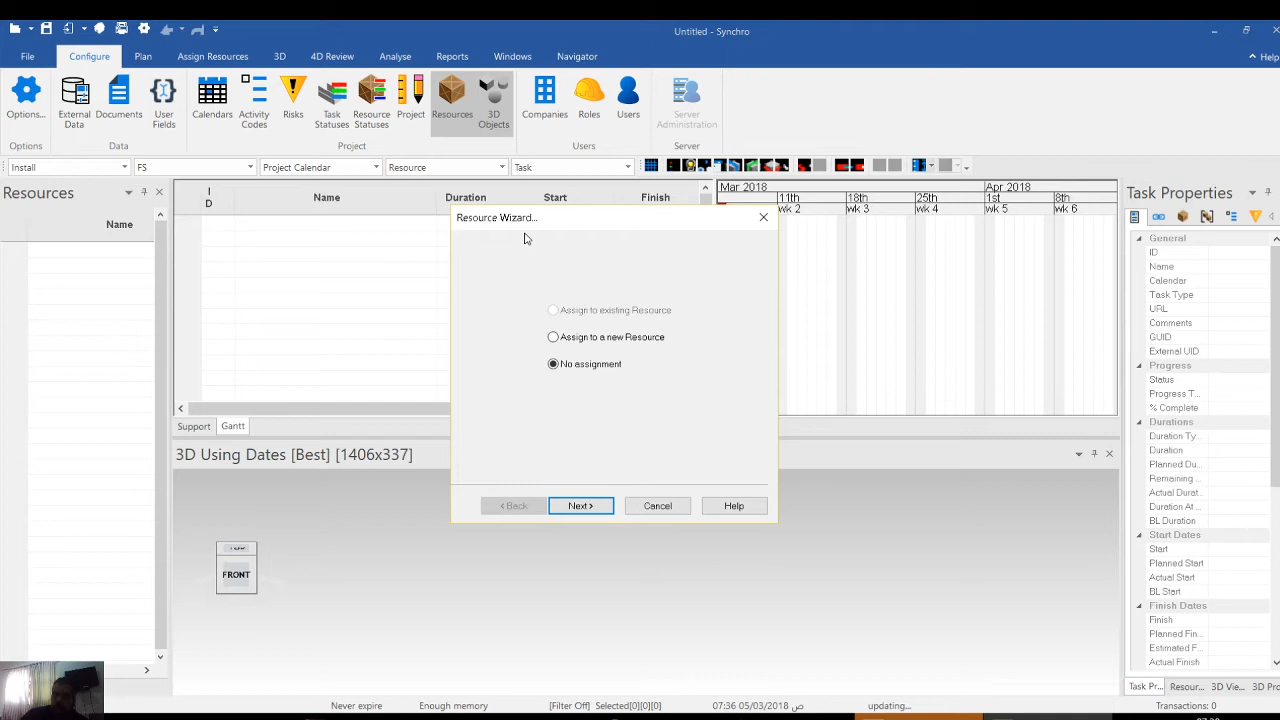 Untitled - Synchro
File
Configure
Plan
Assign Resources
3D
4D Review
Analyse
Reports
Windows
Navigator
Help
Options...
External Data
Documents
User Fields
Calendars
Activity Codes
Risks
Task Statuses
Resource Statuses
Project
Resources
3D Objects
Companies
Roles
Users
Server Administration
Options
Data
Project
Users
Server
Install
FS
Project Calendar
Resource
Task
Resources
Name
I D
Name
Duration
Start
Finish
Mar 2018
Apr 2018
11th
18th
25th
1st
8th
wk 2
wk 3
wk 4
wk 5
wk 6
Resource Wizard...
Assign to existing Resource
Assign to a new Resource
No assignment
< Back
Next >
Cancel
Help
Support
Gantt
3D Using Dates [Best] [1406x337]
FRONT
Task Properties
General
ID
Name
Calendar
Task Type
URL
Comments
GUID
External UID
Progress
Status
Progress T...
% Complete
Durations
Duration Ty...
Duration
Planned Du...
Remaining ...
Actual Durat...
Duration At ...
BL Duration
Start Dates
Start
Planned Start
Actual Start
BL Start
Finish Dates
Finish
Planned Fin...
Estimated F...
Actual Finish
Task Pr...
Resour...
3D Vie...
3D Pro
Never expire
Enough memory
[Filter Off] Selected[0][0][0]
07:36 05/03/2018 ص
updating...
Transactions: 0